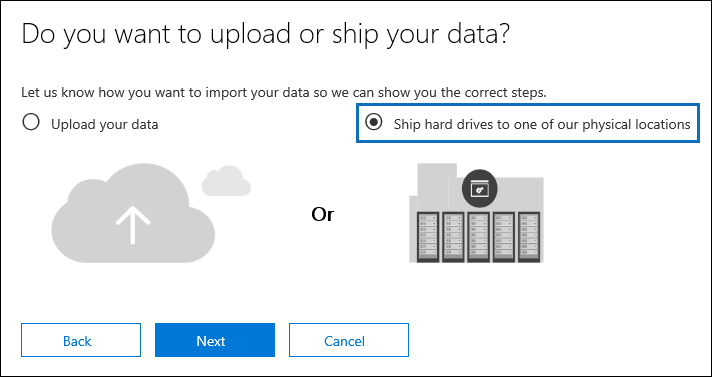 Do you want to upload or ship your data?
Let us know how you want to import your data so we can show you the correct steps.
Upload your data
Ship hard drives to one of our physical locations
Or
Back
Next
Cancel